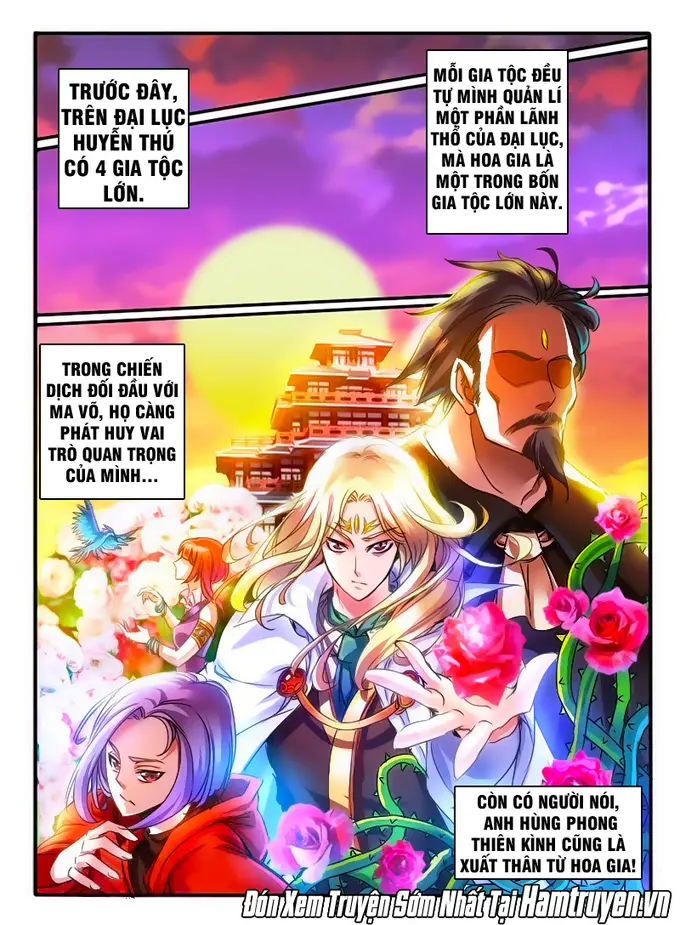 TRƯỚC ĐÂY,
TRÊN ĐẠI LỤC
HUYỄN THÚ
CÓ 4 GIA TỘC
LỚN.
MỖI GIA TỘC ĐỀU
TỰ MÌNH QUẢN LÍ
MỘT PHẦN LÃNH
THỔ CỦA ĐẠI LỤC,
MÀ HOA GIA LÀ
MỘT TRONG BỐN
GIA TỘC LỚN NÀY.
TRONG CHIẾN
DỊCH ĐỐI ĐẦU VỚI
MA VÕ, HỌ CÀNG
PHÁT HUY VAI
TRÒ QUAN TRỌNG
CỦA MÌNH...
CÒN CÓ NGƯỜI NÓI,
ANH HÙNG PHONG
THIÊN KÌNH CŨNG LÀ
XUẤT THÂN TỪ HOA GIA!
Đón Xem Truyện Sớm Nhất Tại Hamtruyen.vn